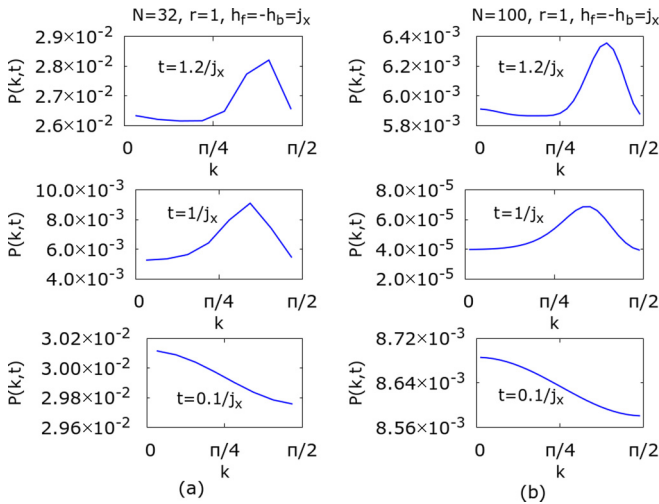 N=32, r=1, h_f=-h_b=j_x
2.9×10⁻²
2.8×10⁻²
2.7×10⁻²
2.6×10⁻²
P(k,t)
t=1.2/j_x
0 π/4 π/2
k
10.0×10⁻³
8.0×10⁻³
6.0×10⁻³
4.0×10⁻³
P(k,t)
t=1/j_x
0 π/4 π/2
k
3.02×10⁻²
3.00×10⁻²
2.98×10⁻²
2.96×10⁻²
P(k,t)
t=0.1/j_x
0 π/4 π/2
k
(a)
N=100, r=1, h_f=-h_b=j_x
6.4×10⁻³
6.2×10⁻³
6.0×10⁻³
5.8×10⁻³
P(k,t)
t=1.2/j_x
0 π/4 π/2
k
8.0×10⁻⁵
6.0×10⁻⁵
4.0×10⁻⁵
2.0×10⁻⁵
P(k,t)
t=1/j_x
0 π/4 π/2
k
8.72×10⁻³
8.64×10⁻³
8.56×10⁻³
P(k,t)
t=0.1/j_x
0 π/4 π/2
k
(b)